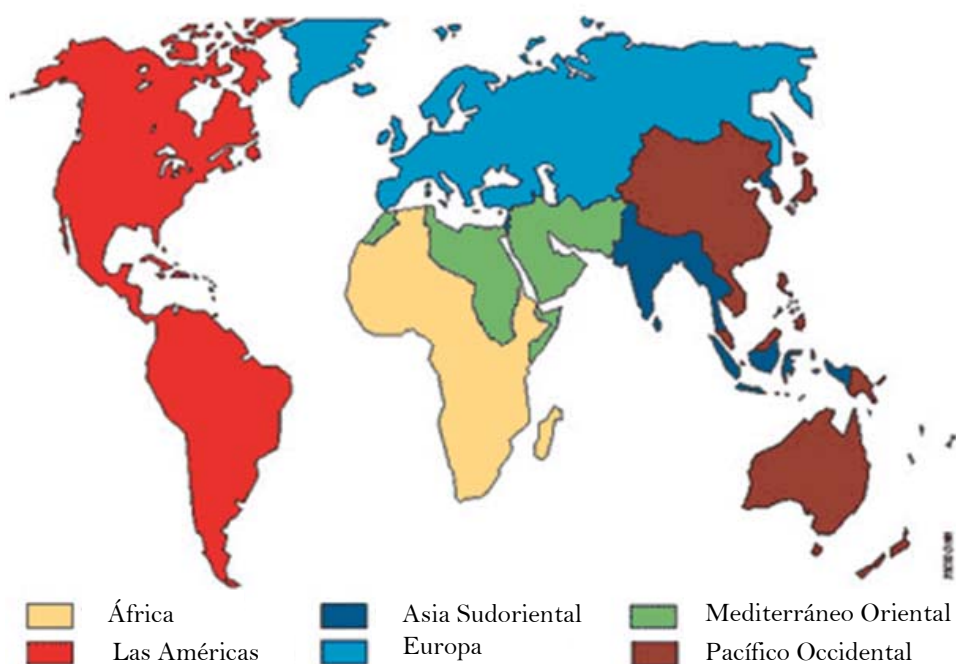 África
Asia Sudoriental
Mediterráneo Oriental
Las Américas
Europa
Pacífico Occidental